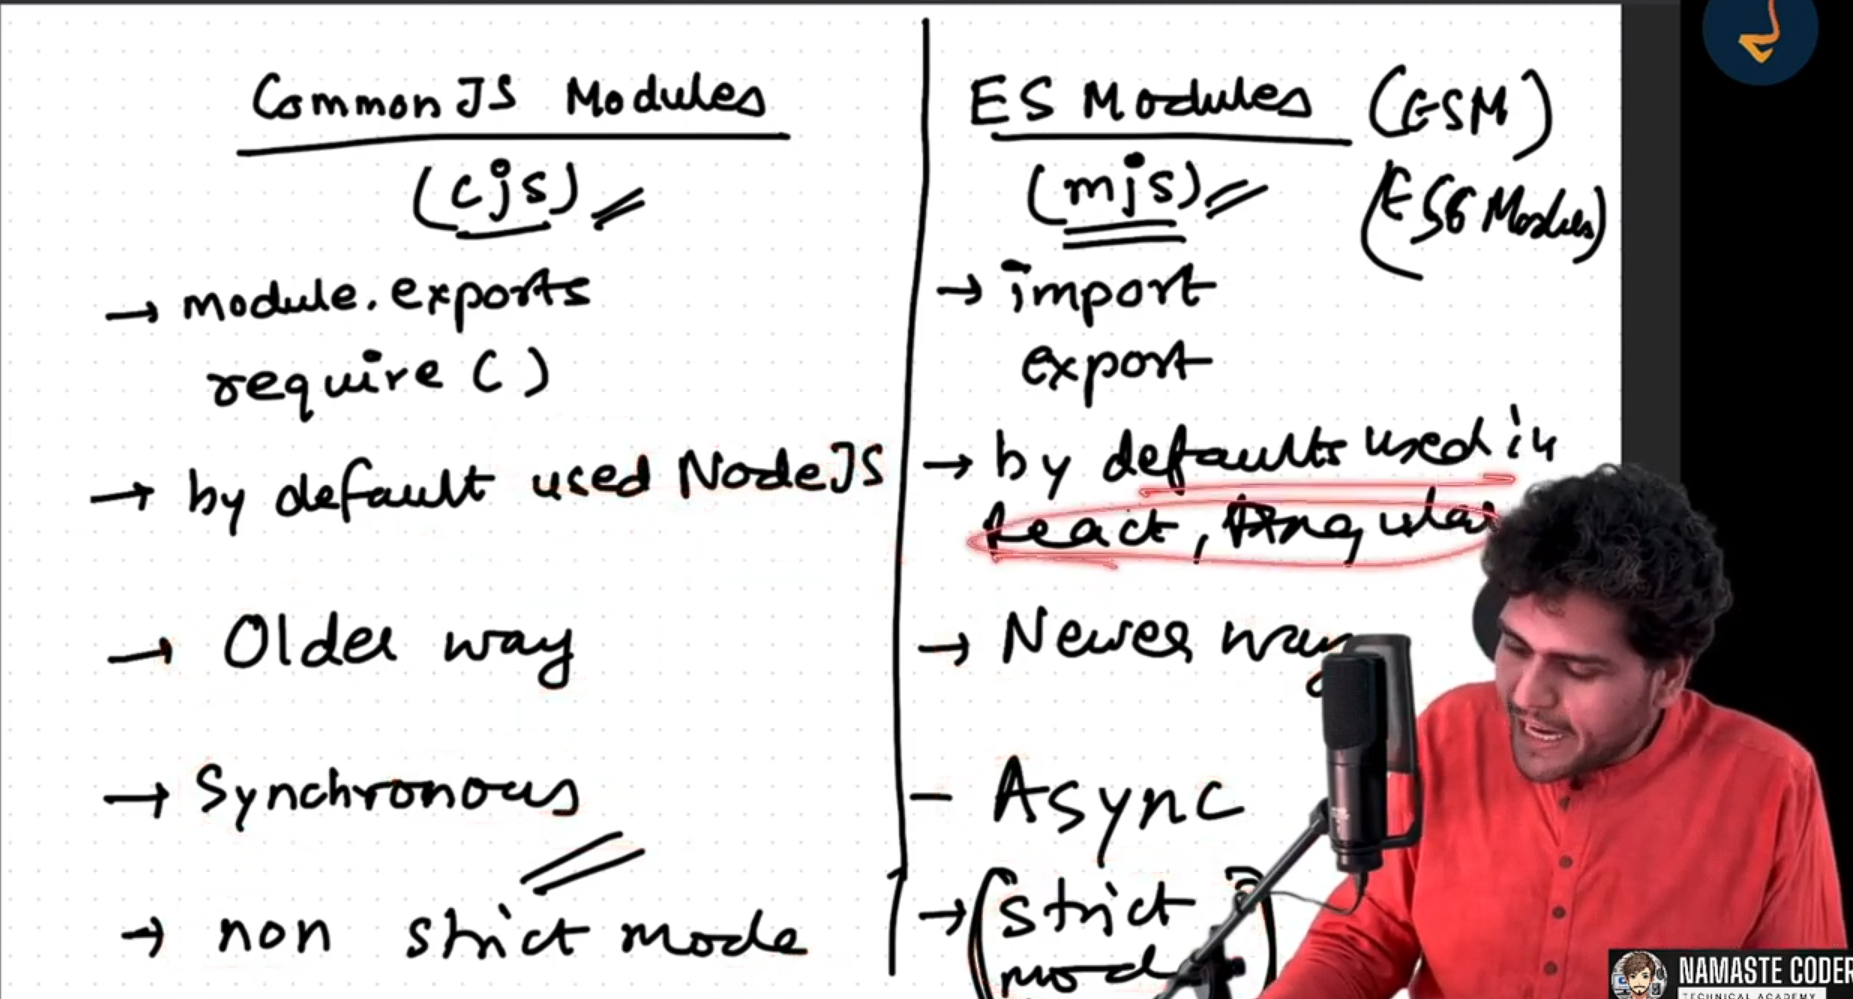 CommonJS Modules
(cjs)
→ module.exports
require ( )
→ by default used NodeJS
→ Older way
→ Synchronous
→ non strict mode
ES Modules (ESM)
(mjs) (ES6 Modules)
→ import
export
→ by defaults used in
React, Angular
→ Newer way
- Async
→ (strict
mod
NAMASTE CODER
TECHNICAL ACADEMY